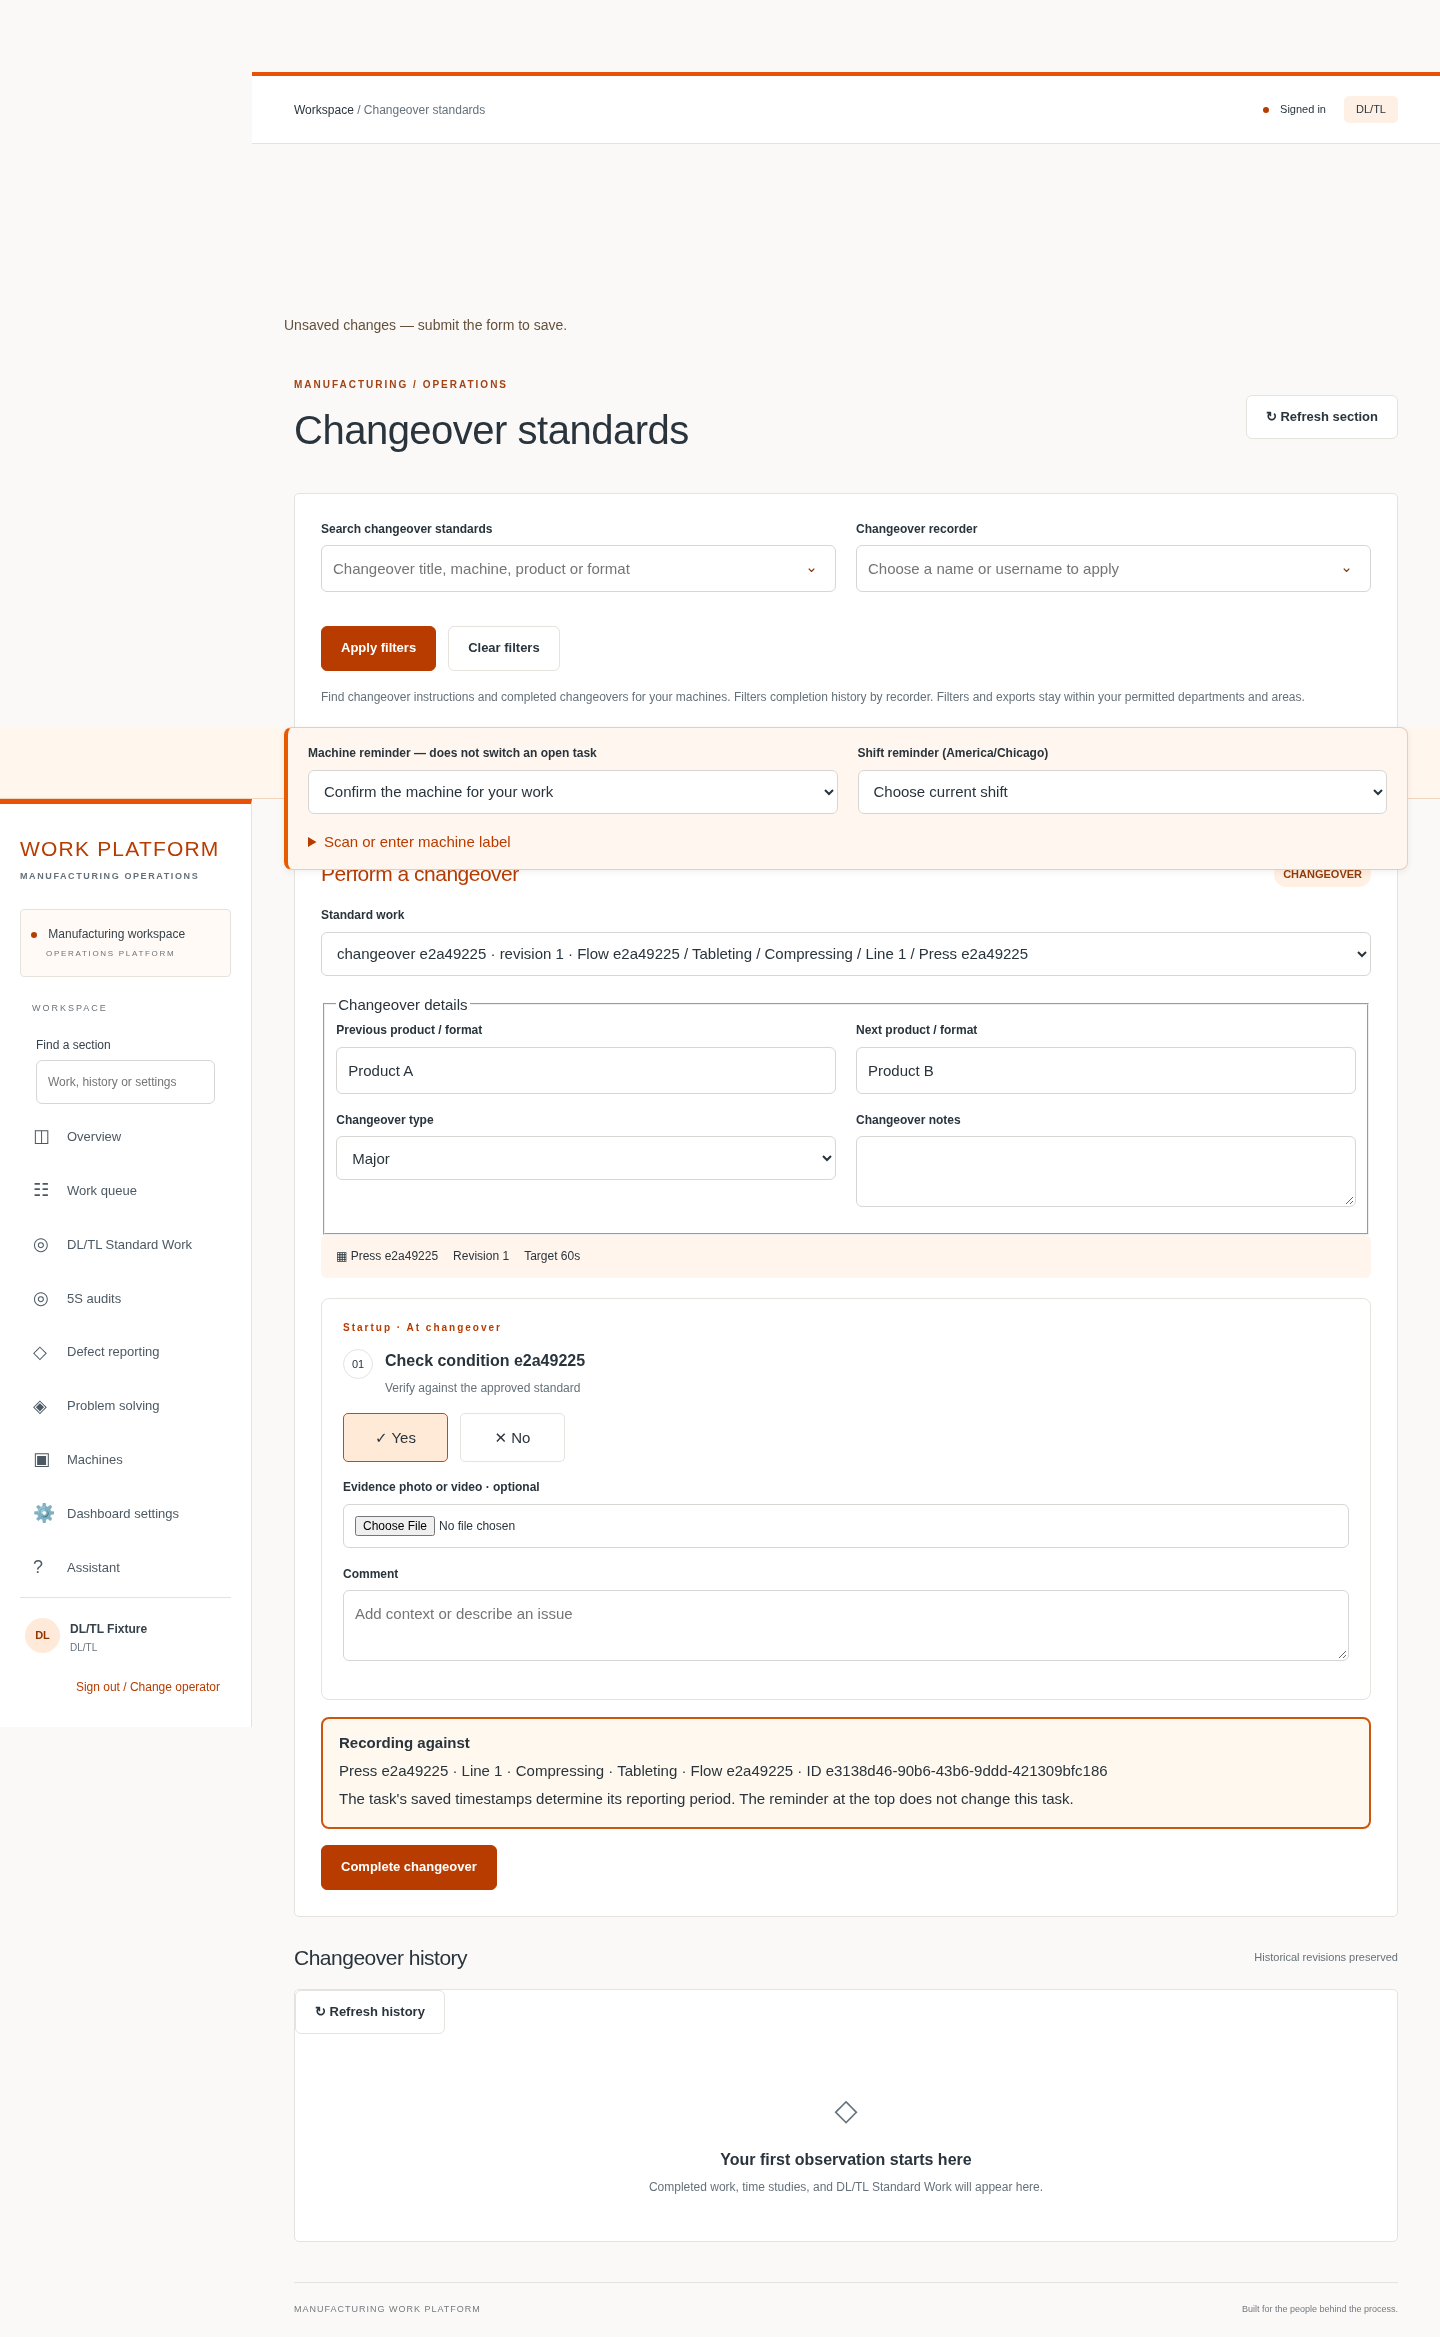 Workspace / Changeover standards
Signed in
DL/TL
Unsaved changes — submit the form to save.
MANUFACTURING / OPERATIONS
Changeover standards
↻ Refresh section
Search changeover standards
Changeover recorder
Changeover title, machine, product or format
Choose a name or username to apply
Apply filters
Clear filters
Find changeover instructions and completed changeovers for your machines. Filters completion history by recorder. Filters and exports stay within your permitted departments and areas.
Machine reminder — does not switch an open task
Shift reminder (America/Chicago)
Confirm the machine for your work
Choose current shift
Scan or enter machine label
WORK PLATFORM
MANUFACTURING OPERATIONS
Manufacturing workspace
OPERATIONS PLATFORM
WORKSPACE
Find a section
Work, history or settings
Overview
Work queue
DL/TL Standard Work
5S audits
Defect reporting
Problem solving
Machines
Dashboard settings
? Assistant
DL
DL/TL Fixture
DL/TL
Sign out / Change operator
Perform a changeover
CHANGEOVER
Standard work
changeover e2a49225 · revision 1 · Flow e2a49225 / Tableting / Compressing / Line 1 / Press e2a49225
Changeover details
Previous product / format
Next product / format
Product A
Product B
Changeover type
Changeover notes
Major
Press e2a49225 Revision 1 Target 60s
Startup · At changeover
01
Check condition e2a49225
Verify against the approved standard
✓ Yes
✕ No
Evidence photo or video · optional
Choose File No file chosen
Comment
Add context or describe an issue
Recording against
Press e2a49225 · Line 1 · Compressing · Tableting · Flow e2a49225 · ID e3138d46-90b6-43b6-9ddd-421309bfc186
The task's saved timestamps determine its reporting period. The reminder at the top does not change this task.
Complete changeover
Changeover history
Historical revisions preserved
↻ Refresh history
Your first observation starts here
Completed work, time studies, and DL/TL Standard Work will appear here.
MANUFACTURING WORK PLATFORM
Built for the people behind the process.